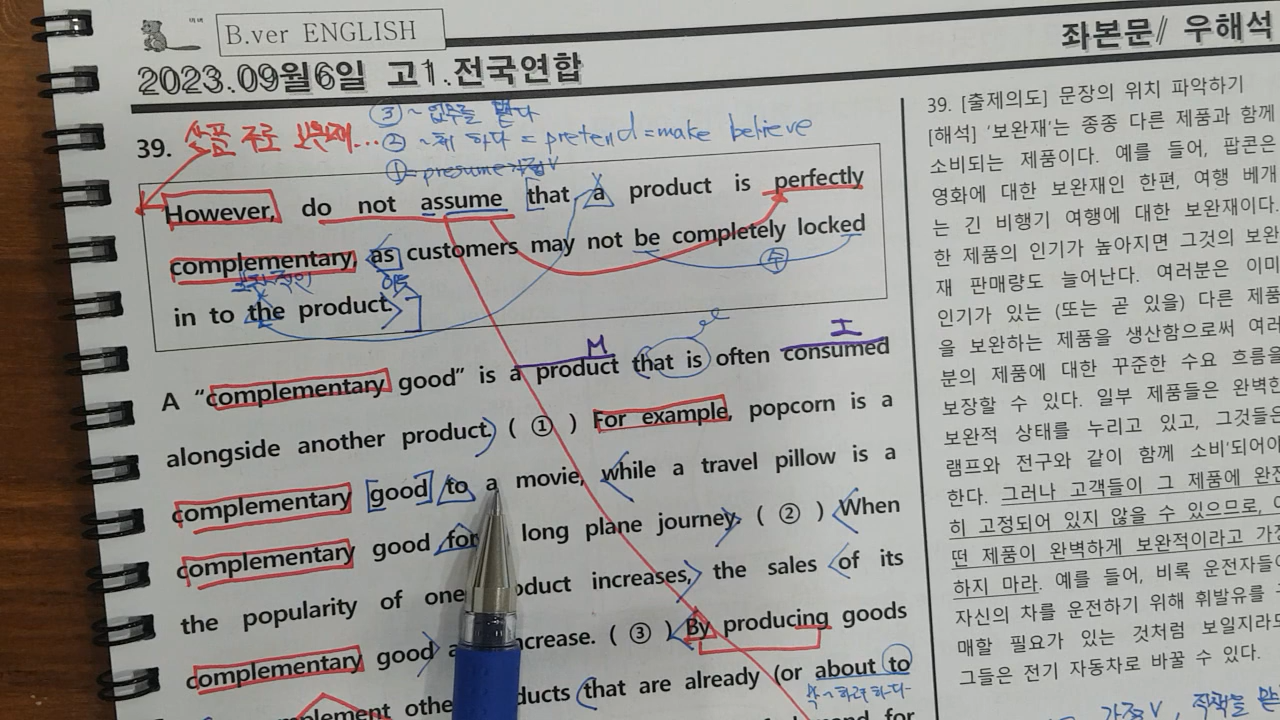 B.ver ENGLISH
좌본문// 우해석
2023.09월6일 고1.전국연합
③ ~ 업무를 맡다
39.
② ~체 하다 = pretend = make believe
① = presume 가정V
However, do not assume that a product is perfectly
complementary, as customers may not be completely locked
수
in to the product.
M
I
A "complementary good" is a product that is often consumed
alongside another product. ( ① ) For example, popcorn is a
complementary good to a movie, while a travel pillow is a
complementary good for long plane journey. ( ② ) When
the popularity of one oduct increases, the sales of its
complementary good a ncrease. ( ③ ) By producing goods
plement othe ducts that are already (or about to
for
39. [출제의도] 문장의 위치 파악하기
[해석] '보완재'는 종종 다른 제품과 함께
소비되는 제품이다. 예를 들어, 팝콘은
영화에 대한 보완재인 한편, 여행 베개
는 긴 비행기 여행에 대한 보완재이다.
한 제품의 인기가 높아지면 그것의 보완
재 판매량도 늘어난다. 여러분은 이미
인기가 있는 (또는 곧 있을) 다른 제품
을 보완하는 제품을 생산함으로써 여러
분의 제품에 대한 꾸준한 수요 흐름을
보장할 수 있다. 일부 제품들은 완벽한
보완적 상태를 누리고 있고, 그것들은
램프와 전구와 같이 함께 소비되어야
한다. 그러나 고객들이 그 제품에 완전
히 고정되어 있지 않을 수 있으므로, 어
떤 제품이 완벽하게 보완적이라고 가정
하지 마라. 예를 들어, 비록 운전자들이
자신의 차를 운전하기 위해 휘발유를 구
매할 필요가 있는 것처럼 보일지라도
그들은 전기 자동차로 바꿀 수 있다.
가정V, 직책을